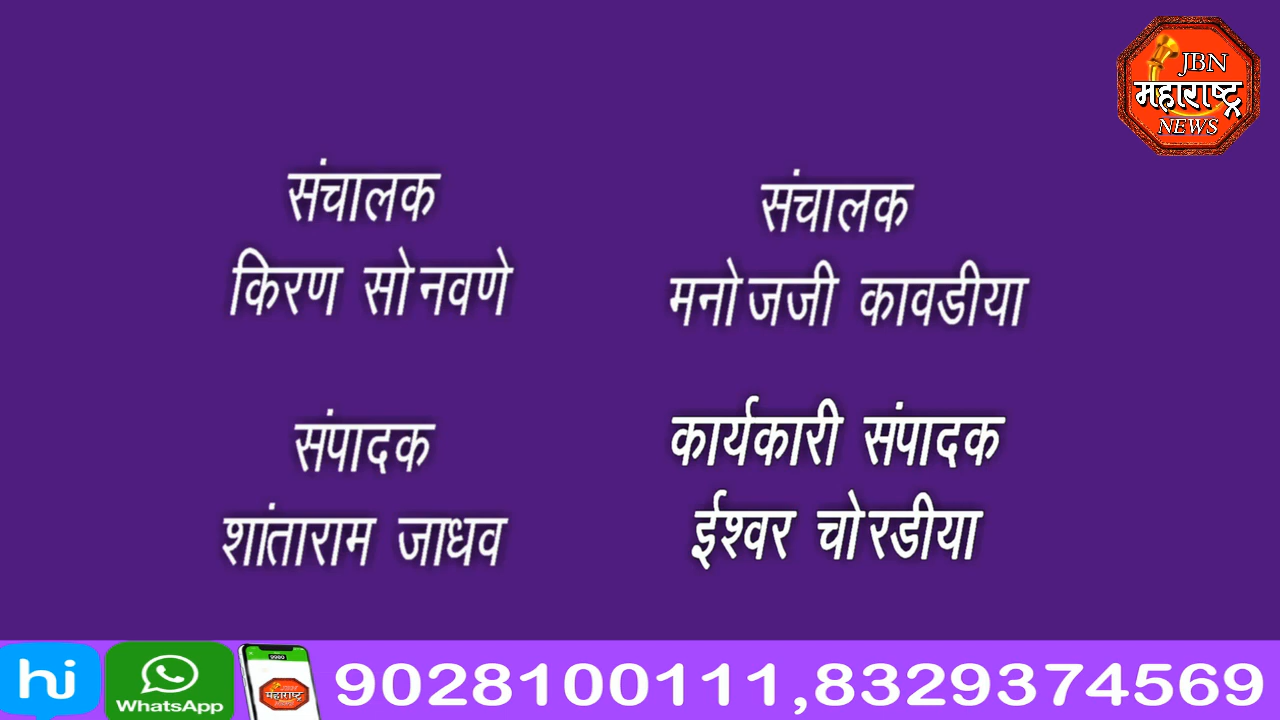 JBN
महाराष्ट्र
NEWS
संचालक
किरण सोनवणे
संचालक
मनोजजी कावडीया
संपादक
शांताराम जाधव
कार्यकारी संपादक
ईश्वर चोरडीया
hi
WhatsApp
महाराष्ट्र
9028100111,8329374569